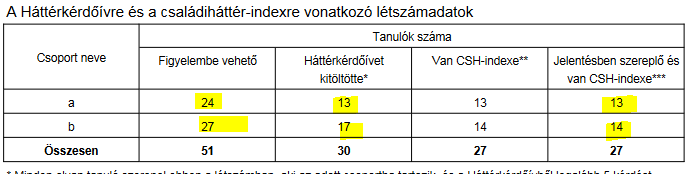 A Háttérkérdőívre és a családiháttér-indexre vonatkozó létszámadatok
Csoport neve
Tanulók száma
Figyelembe vehető
Háttérkérdőívet kitöltötte*
Van CSH-indexe**
Jelentésben szereplő és van CSH-indexe***
a 24 13 13 13
b 27 17 14 14
Összesen 51 30 27 27
* Minden olyan tanuló szerepel ebben a létszámban, aki az adott csoportba tartozik, és a Háttérkérdőívből legalább 5 kérdést